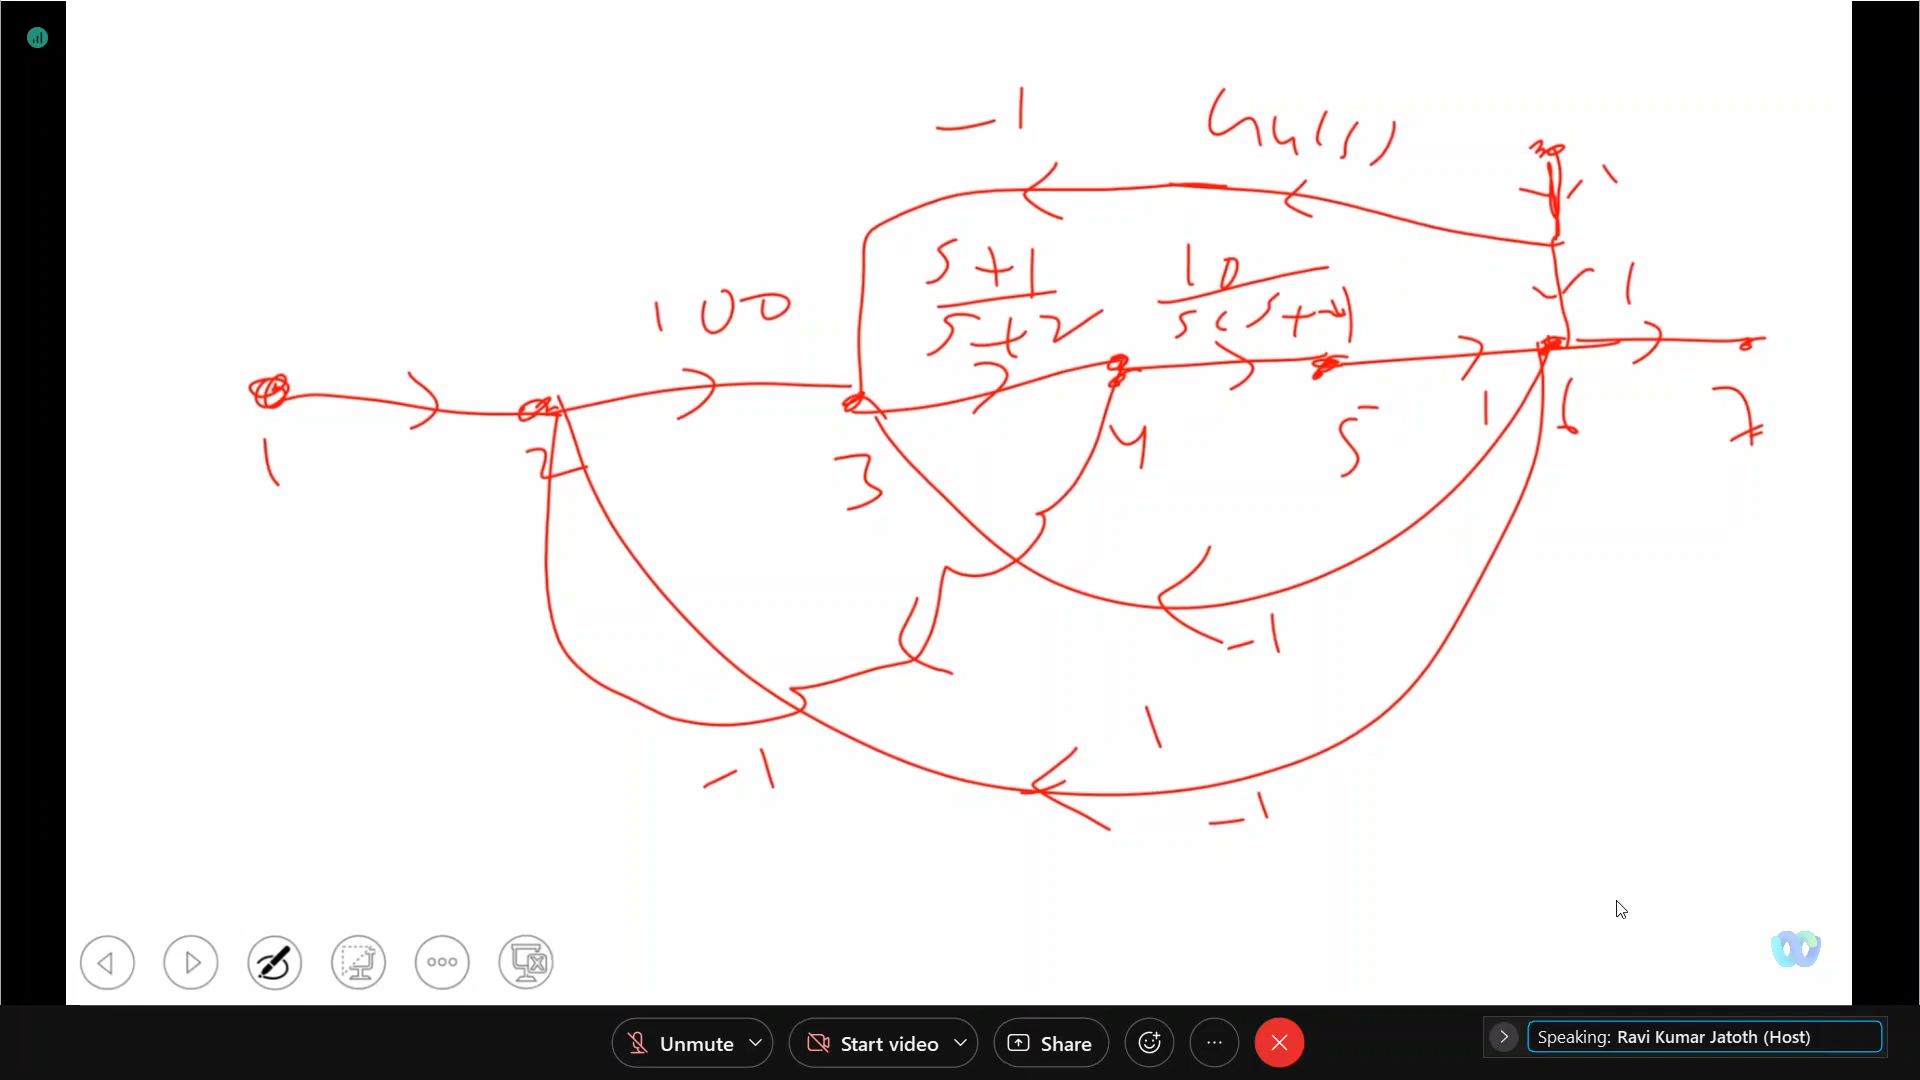 -1
G4(s)
1
s+1
s+2
10
s(s+4)
100
1
1
2
3
4
5
1
6
7
-1
1
-1
-1
Unmute
Start video
Share
Speaking: Ravi Kumar Jatoth (Host)